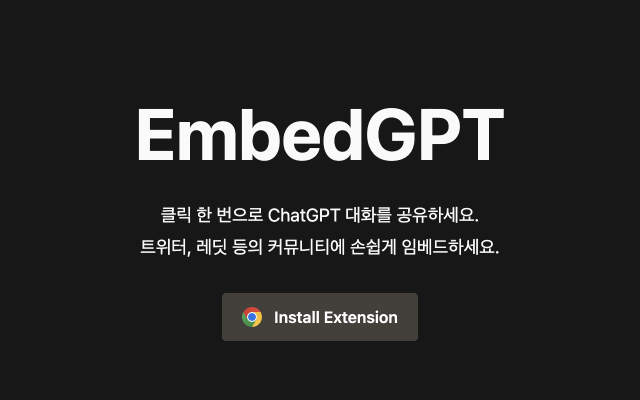 EmbedGPT
클릭 한 번으로 ChatGPT 대화를 공유하세요.
트위터, 레딧 등의 커뮤니티에 손쉽게 임베드하세요.
Install Extension